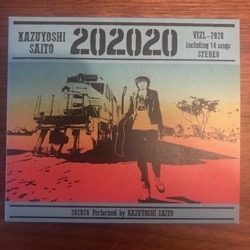 KAZUYOSHI
SAITO
202020
VIZL-2020
including 14 songs
STEREO
202020 Performed by KAZUYOSHI SAITO